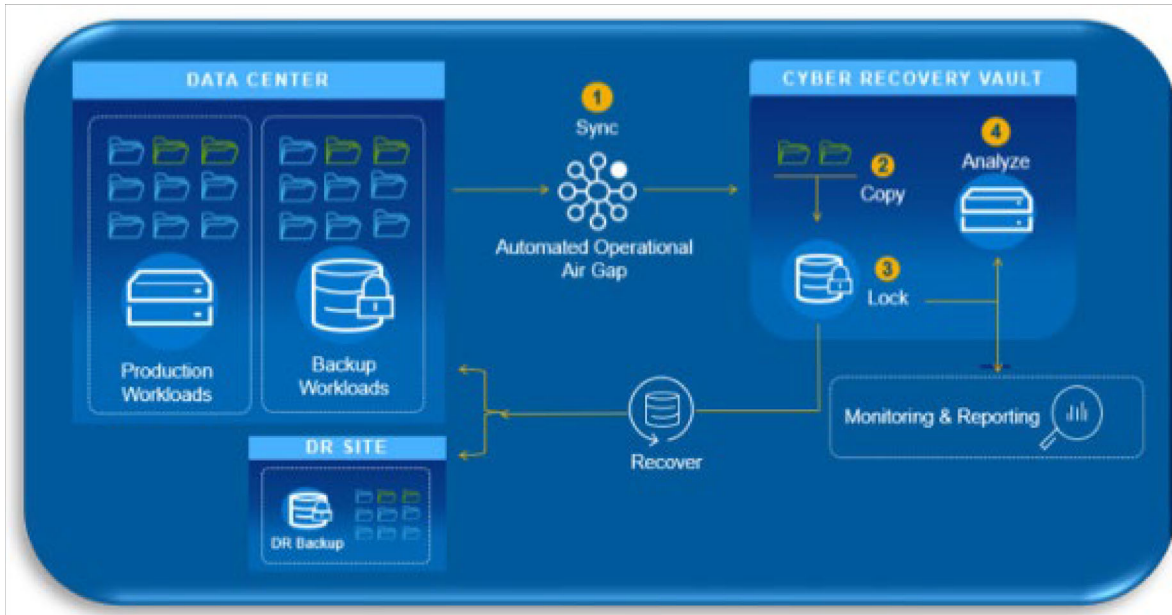 DATA CENTER
Production
Workloads
Backup
Workloads
1
Sync
Automated Operational
Air Gap
CYBER RECOVERY VAULT
2
Copy
3
Lock
4
Analyze
Monitoring & Reporting
Recover
DR SITE
DR Backup